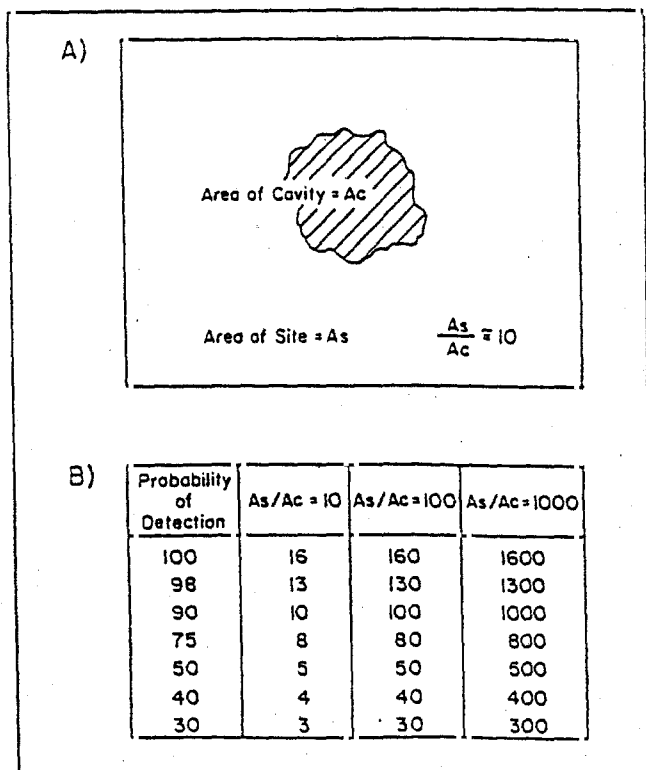 A)
Area of Cavity = Ac
Area of Site = As
As
Ac
≈ 10
B)
Probability of Detection As/Ac = 10 As/Ac = 100 As/Ac = 1000
100 16 160 1600
98 13 130 1300
90 10 100 1000
75 8 80 800
50 5 50 500
40 4 40 400
30 3 30 300